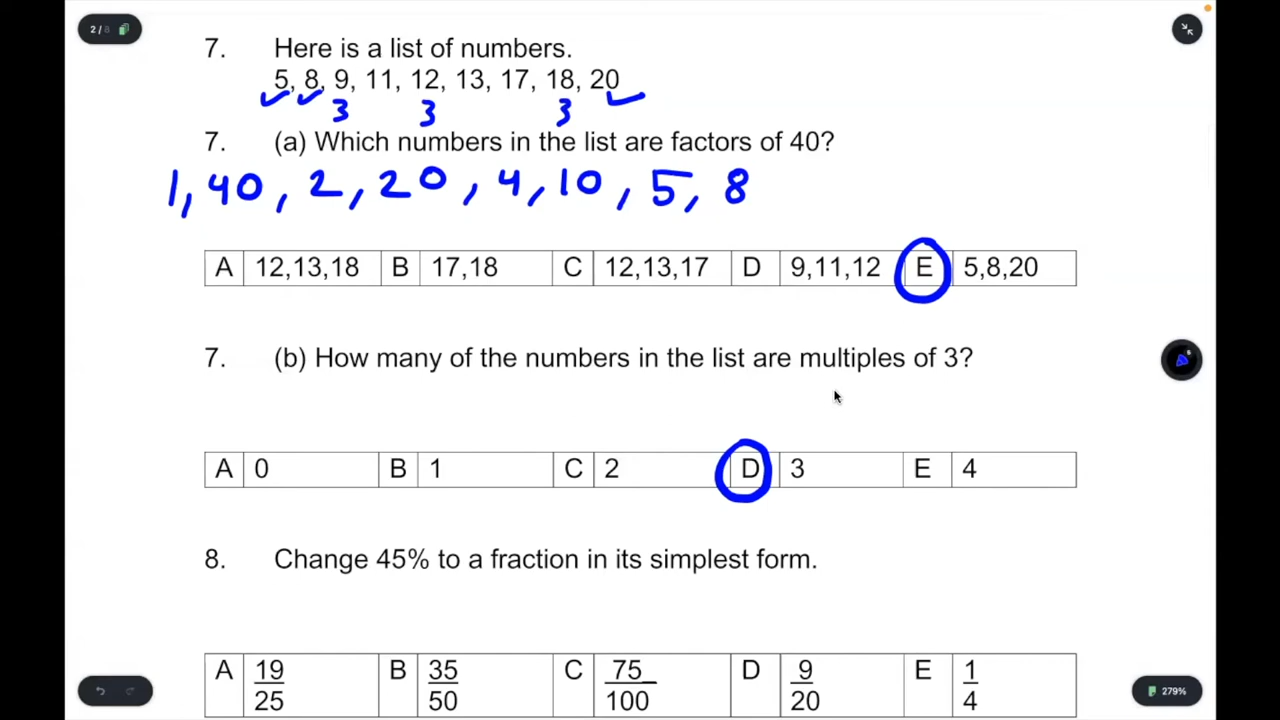 2 / 8
7. Here is a list of numbers.
5, 8, 9, 11, 12, 13, 17, 18, 20
3 3 3
7. (a) Which numbers in the list are factors of 40?
1, 40, 2, 20, 4, 10, 5, 8
A 12,13,18 B 17,18 C 12,13,17 D 9,11,12 E 5,8,20
7. (b) How many of the numbers in the list are multiples of 3?
A 0 B 1 C 2 D 3 E 4
8. Change 45% to a fraction in its simplest form.
A 19/25 B 35/50 C 75/100 D 9/20 E 1/4
279%